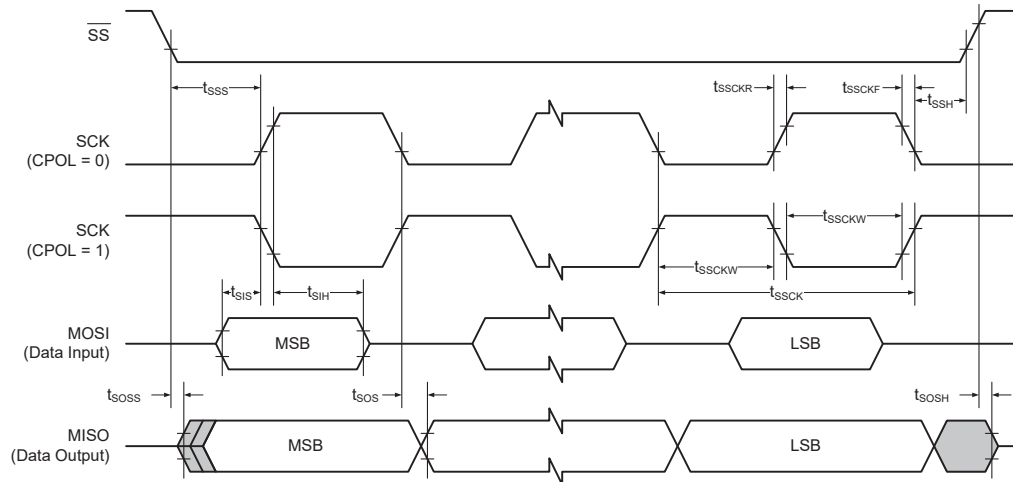 SS
tSSS
tSSCKR
tSSCKF
tSSH
SCK
(CPOL = 0)
SCK
(CPOL = 1)
tSSCKW
tSSCKW
tSSCK
tSIS
tSIH
MOSI
(Data Input)
MSB
LSB
tSOSS
tSOS
tSOSH
MISO
(Data Output)
MSB
LSB